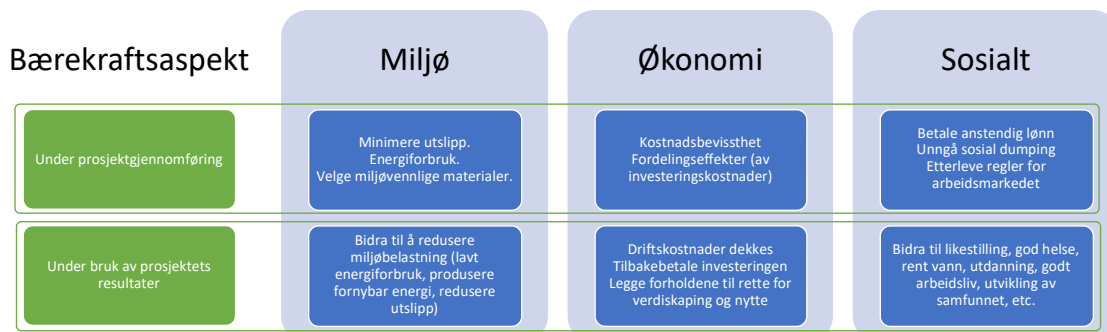 Bærekraftsaspekt
Miljø
Økonomi
Sosialt
Under prosjektgjennomføring
Minimere utslipp.
Energiforbruk.
Velge miljøvennlige materialer.
Kostnadsbevissthet
Fordelingseffekter (av
investeringskostnader)
Betale anstendig lønn
Unngå sosial dumping
Etterleve regler for
arbeidsmarkedet
Under bruk av prosjektets
resultater
Bidra til å redusere
miljøbelastning (lavt
energiforbruk, produsere
fornybar energi, redusere
utslipp)
Driftskostnader dekkes
Tilbakebetale investeringen
Legge forholdene til rette for
verdiskaping og nytte
Bidra til likestilling, god helse,
rent vann, utdanning, godt
arbeidsliv, utvikling av
samfunnet, etc.